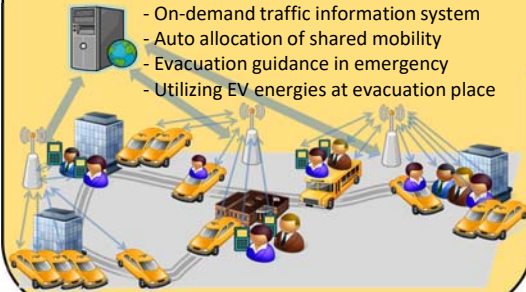 - On-demand traffic information system
- Auto allocation of shared mobility
- Evacuation guidance in emergency
- Utilizing EV energies at evacuation place